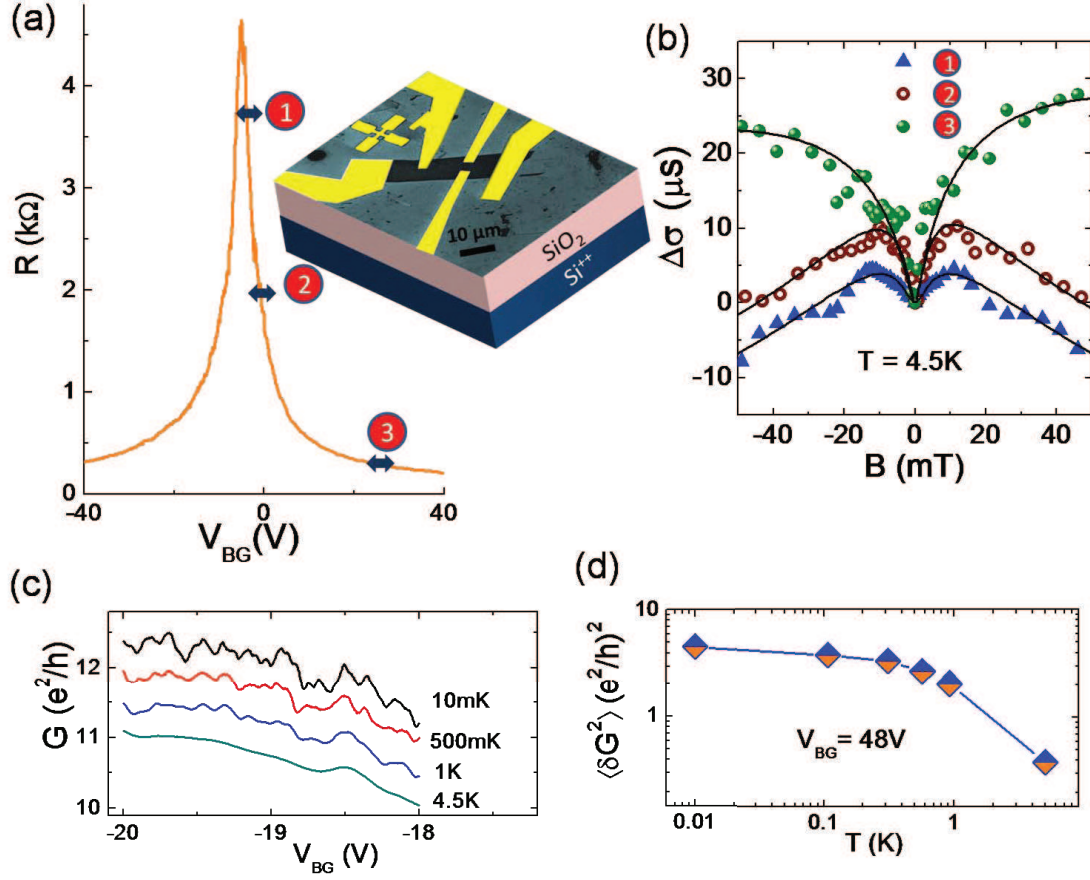 (a)
R (kΩ)
4
3
2
1
0
-40
0
40
V_BG (V)
1
2
3
10 μm
SiO₂
Si⁺⁺
(b)
Δσ (μs)
30
20
10
0
-10
-40
-20
0
20
40
B (mT)
1
2
3
T = 4.5K
(c)
G (e²/h)
12
11
10
-20
-19
-18
V_BG (V)
10mK
500mK
1K
4.5K
(d)
⟨δG²⟩ (e²/h)²
10
1
0.01
0.1
1
T (K)
V_BG = 48V